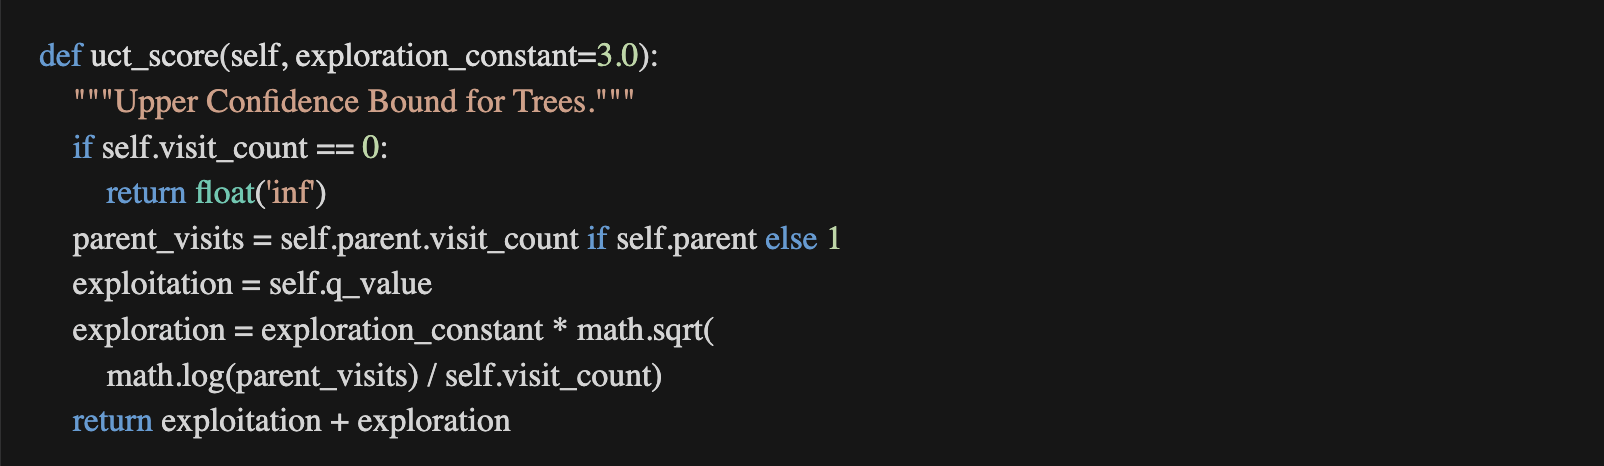 def uct_score(self, exploration_constant=3.0):
    """Upper Confidence Bound for Trees."""
    if self.visit_count == 0:
        return float('inf')
    parent_visits = self.parent.visit_count if self.parent else 1
    exploitation = self.q_value
    exploration = exploration_constant * math.sqrt(
        math.log(parent_visits) / self.visit_count)
    return exploitation + exploration